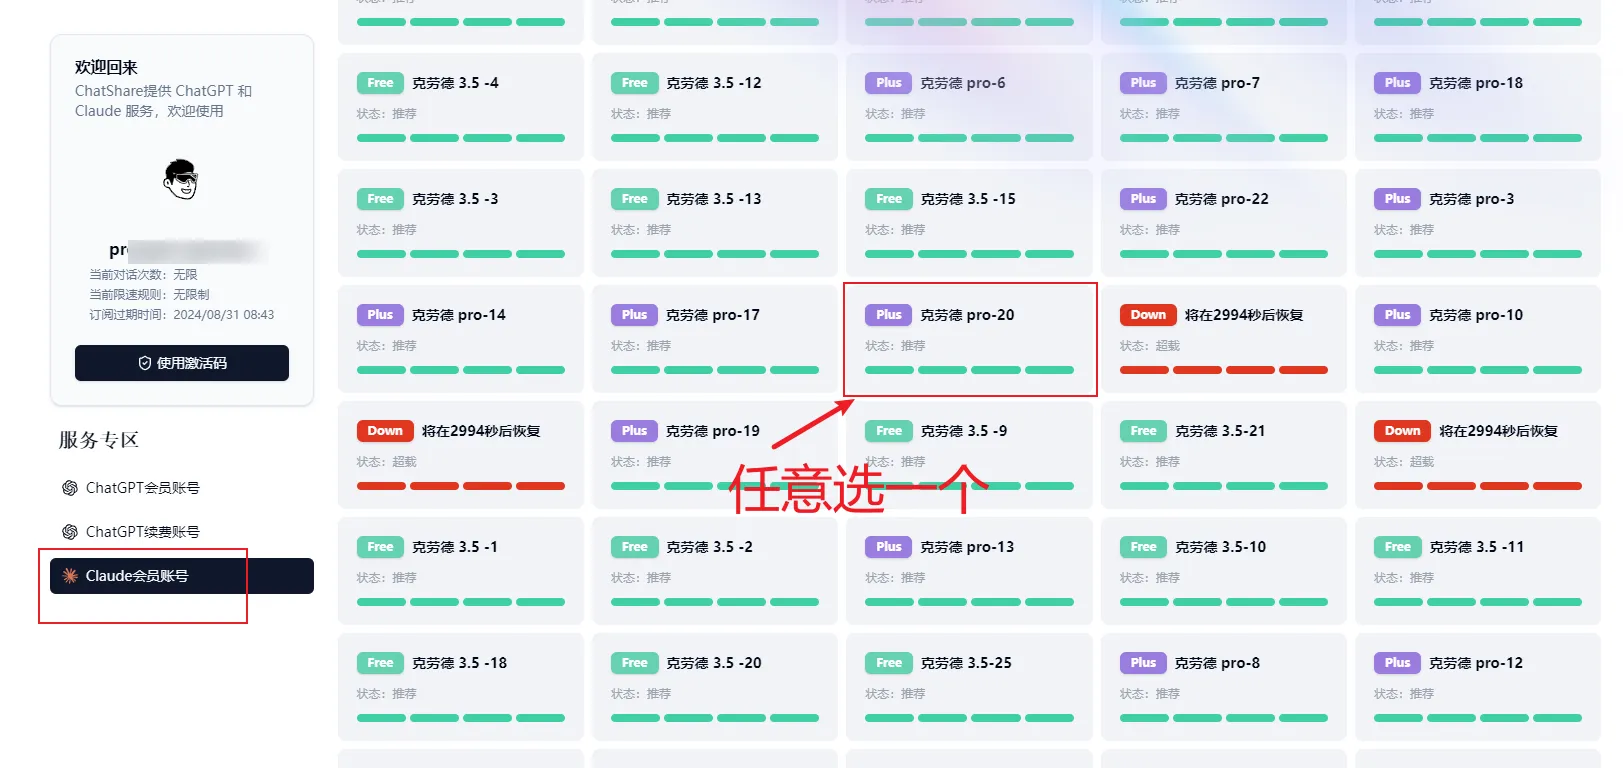 欢迎回来
ChatShare提供 ChatGPT 和
Claude 服务，欢迎使用
当前对话次数：无限
当前限速规则：无限制
订阅过期时间：2024/08/31 08:43
使用激活码
服务专区
ChatGPT会员账号
ChatGPT续费账号
Claude会员账号
Free 克劳德 3.5 -4
状态：推荐
Free 克劳德 3.5 -12
状态：推荐
Plus 克劳德 pro-6
状态：推荐
Plus 克劳德 pro-7
状态：推荐
Plus 克劳德 pro-18
状态：推荐
Free 克劳德 3.5 -3
状态：推荐
Free 克劳德 3.5 -13
状态：推荐
Free 克劳德 3.5 -15
状态：推荐
Plus 克劳德 pro-22
状态：推荐
Plus 克劳德 pro-3
状态：推荐
Plus 克劳德 pro-14
状态：推荐
Plus 克劳德 pro-17
状态：推荐
Plus 克劳德 pro-20
状态：推荐
Down 将在2994秒后恢复
状态：超载
Plus 克劳德 pro-10
状态：推荐
Down 将在2994秒后恢复
状态：超载
Plus 克劳德 pro-19
状态：推荐
Free 克劳德 3.5 -9
状态：推荐
Free 克劳德 3.5-21
状态：推荐
Down 将在2994秒后恢复
状态：超载
任意选一个
Free 克劳德 3.5 -1
状态：推荐
Free 克劳德 3.5 -2
状态：推荐
Plus 克劳德 pro-13
状态：推荐
Free 克劳德 3.5-10
状态：推荐
Free 克劳德 3.5 -11
状态：推荐
Free 克劳德 3.5 -18
状态：推荐
Free 克劳德 3.5 -20
状态：推荐
Free 克劳德 3.5-25
状态：推荐
Plus 克劳德 pro-8
状态：推荐
Plus 克劳德 pro-12
状态：推荐